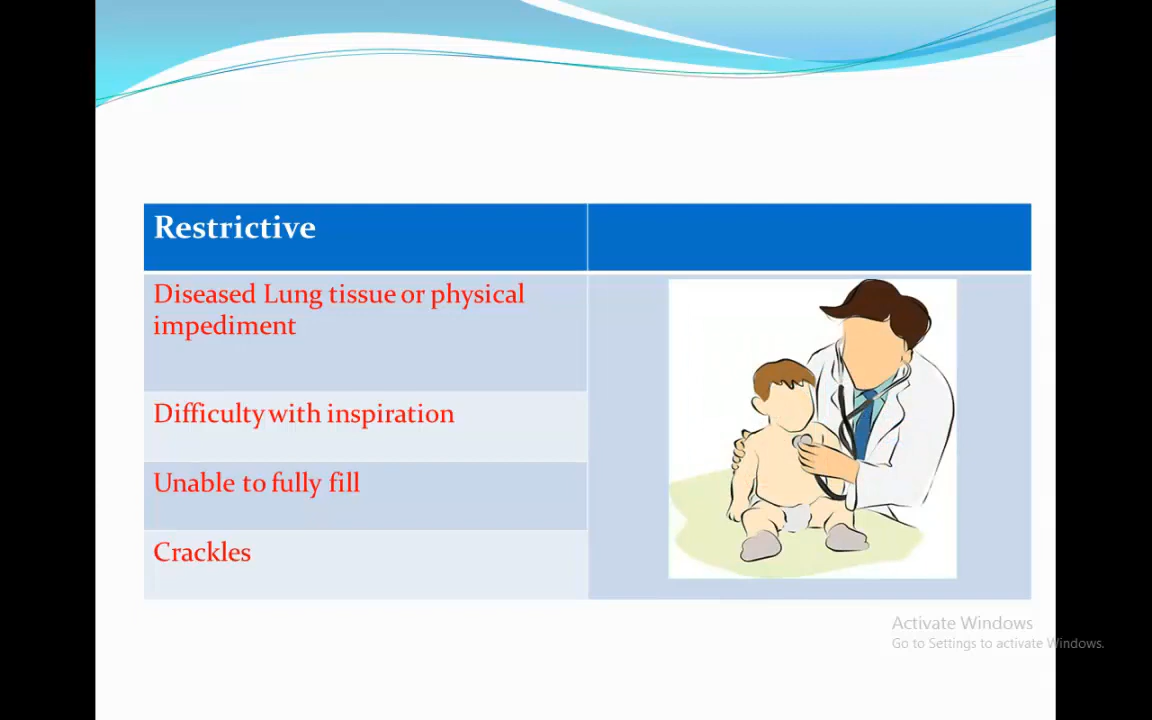 Restrictive
Diseased Lung tissue or physical
impediment
Difficulty with inspiration
Unable to fully fill
Crackles
Activate Windows
Go to Settings to activate Windows.